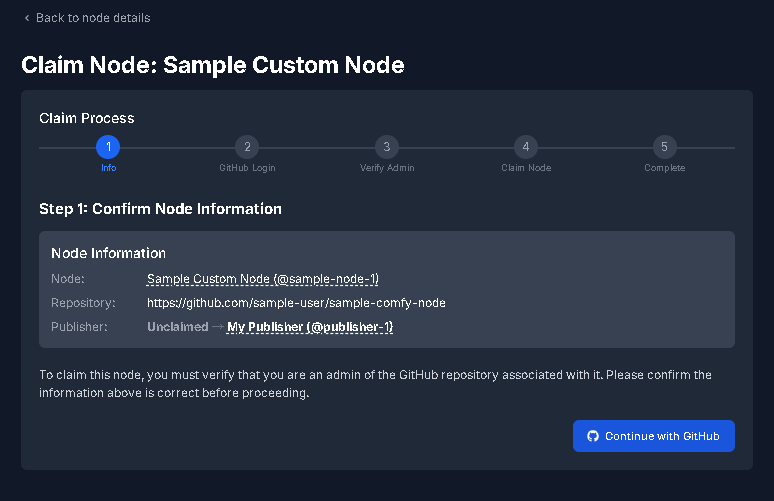 Back to node details
Claim Node: Sample Custom Node
Claim Process
1 2 3 4 5
Info GitHub Login Verify Admin Claim Node Complete
Step 1: Confirm Node Information
Node Information
Node: Sample Custom Node (@sample-node-1)
Repository: https://github.com/sample-user/sample-comfy-node
Publisher: Unclaimed → My Publisher (@publisher-1)
To claim this node, you must verify that you are an admin of the GitHub repository associated with it. Please confirm the
information above is correct before proceeding.
Continue with GitHub